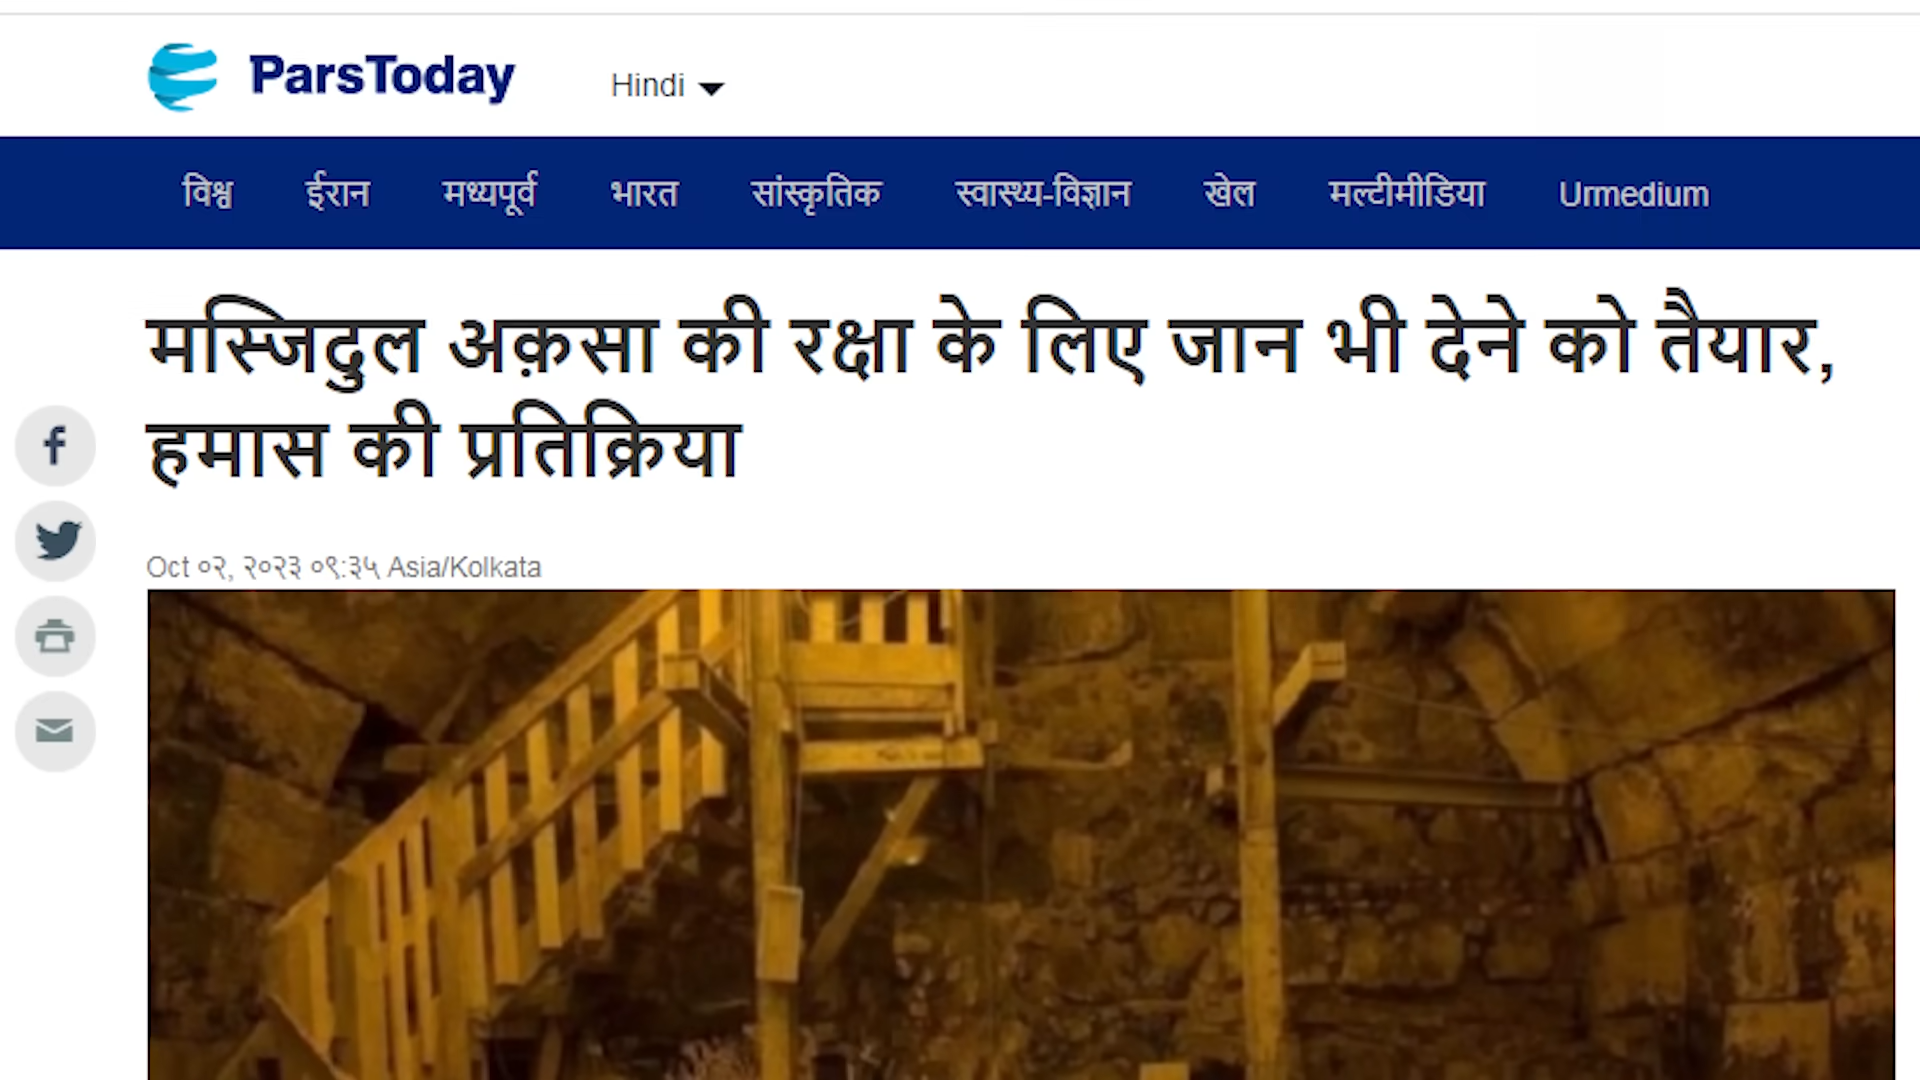 ParsToday
Hindi
विश्व ईरान मध्यपूर्व भारत सांस्कृतिक स्वास्थ्य-विज्ञान खेल मल्टीमीडिया Urmedium
मस्जिदुल अक़सा की रक्षा के लिए जान भी देने को तैयार,
हमास की प्रतिक्रिया
Oct ०२, २०२३ ०९:३५ Asia/Kolkata